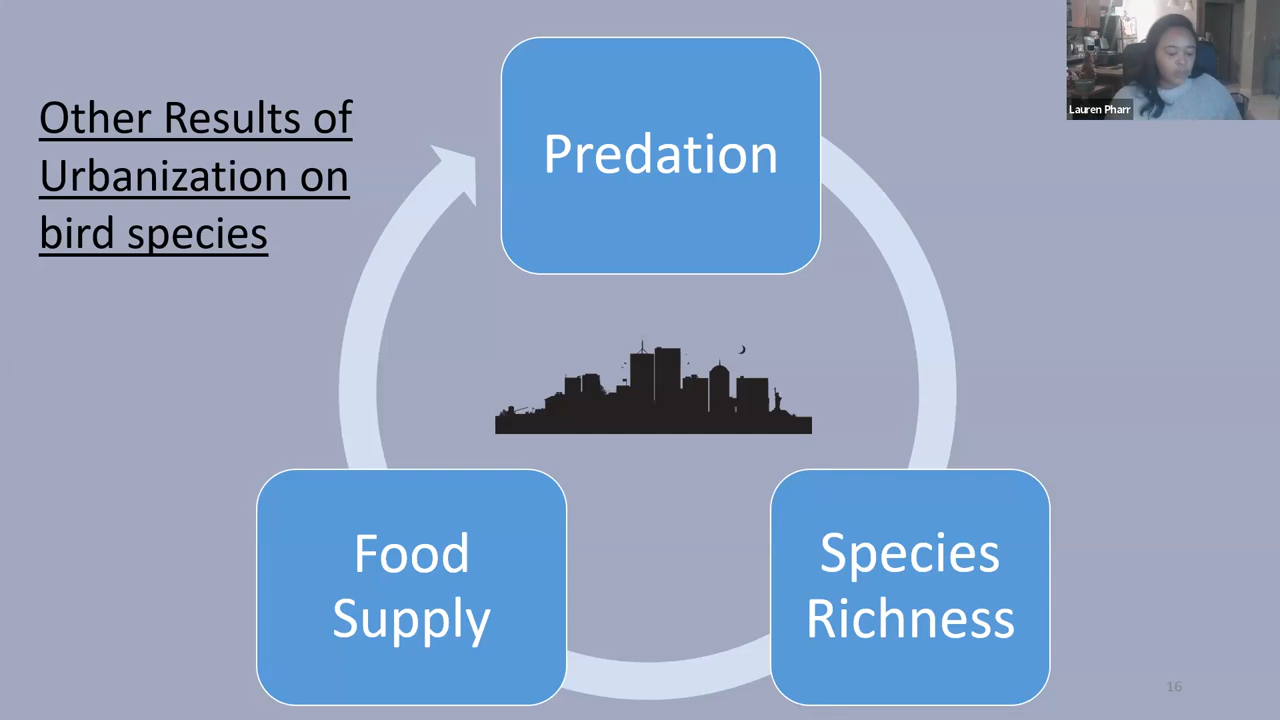 Other Results of
Urbanization on
bird species
Predation
Lauren Pharr
Food
Supply
Species
Richness
16